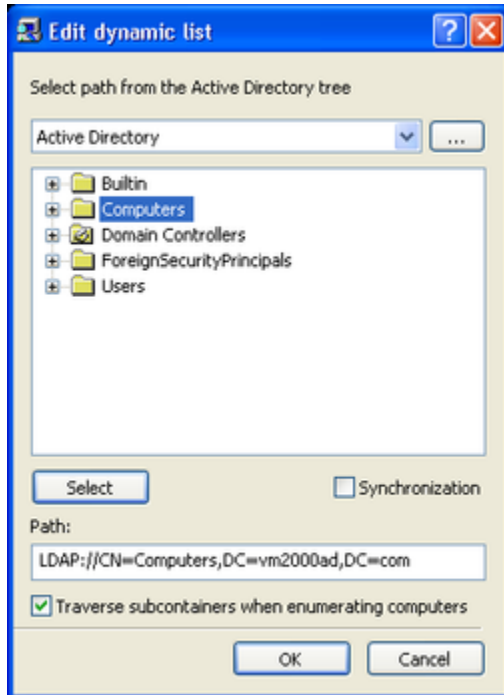 Edit dynamic list
Select path from the Active Directory tree
Active Directory
...
Builtin
Computers
Domain Controllers
ForeignSecurityPrincipals
Users
Select
Synchronization
Path:
LDAP://CN=Computers,DC=vm2000ad,DC=com
Traverse subcontainers when enumerating computers
OK
Cancel